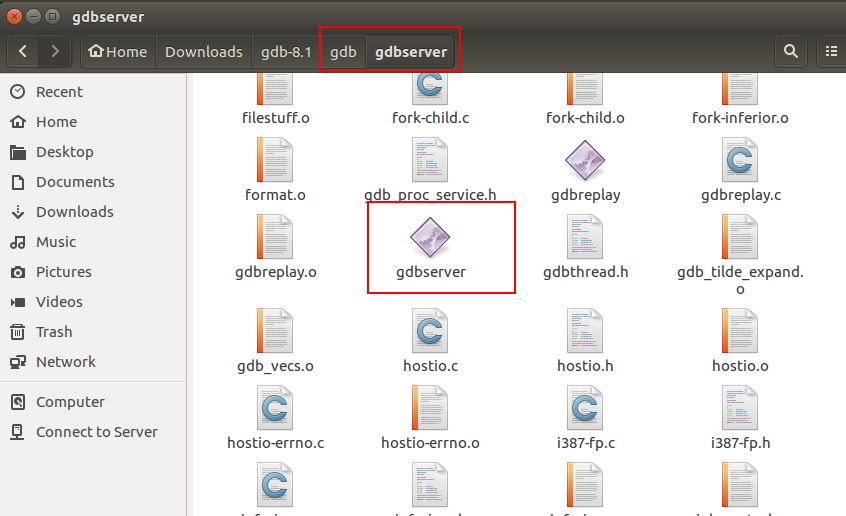 gdbserver
Home
Downloads
gdb-8.1
gdb
gdbserver
Recent
Home
Desktop
Documents
Downloads
Music
Pictures
Videos
Trash
Network
Computer
Connect to Server
filestuff.o
fork-child.c
fork-child.o
fork-inferior.o
format.o
gdb_proc_service.h
gdbreplay
gdbreplay.c
gdbreplay.o
gdbserver
gdbthread.h
gdb_tilde_expand.
o
gdb_vecs.o
hostio.c
hostio.h
hostio.o
hostio-errno.c
hostio-errno.o
i387-fp.c
i387-fp.h